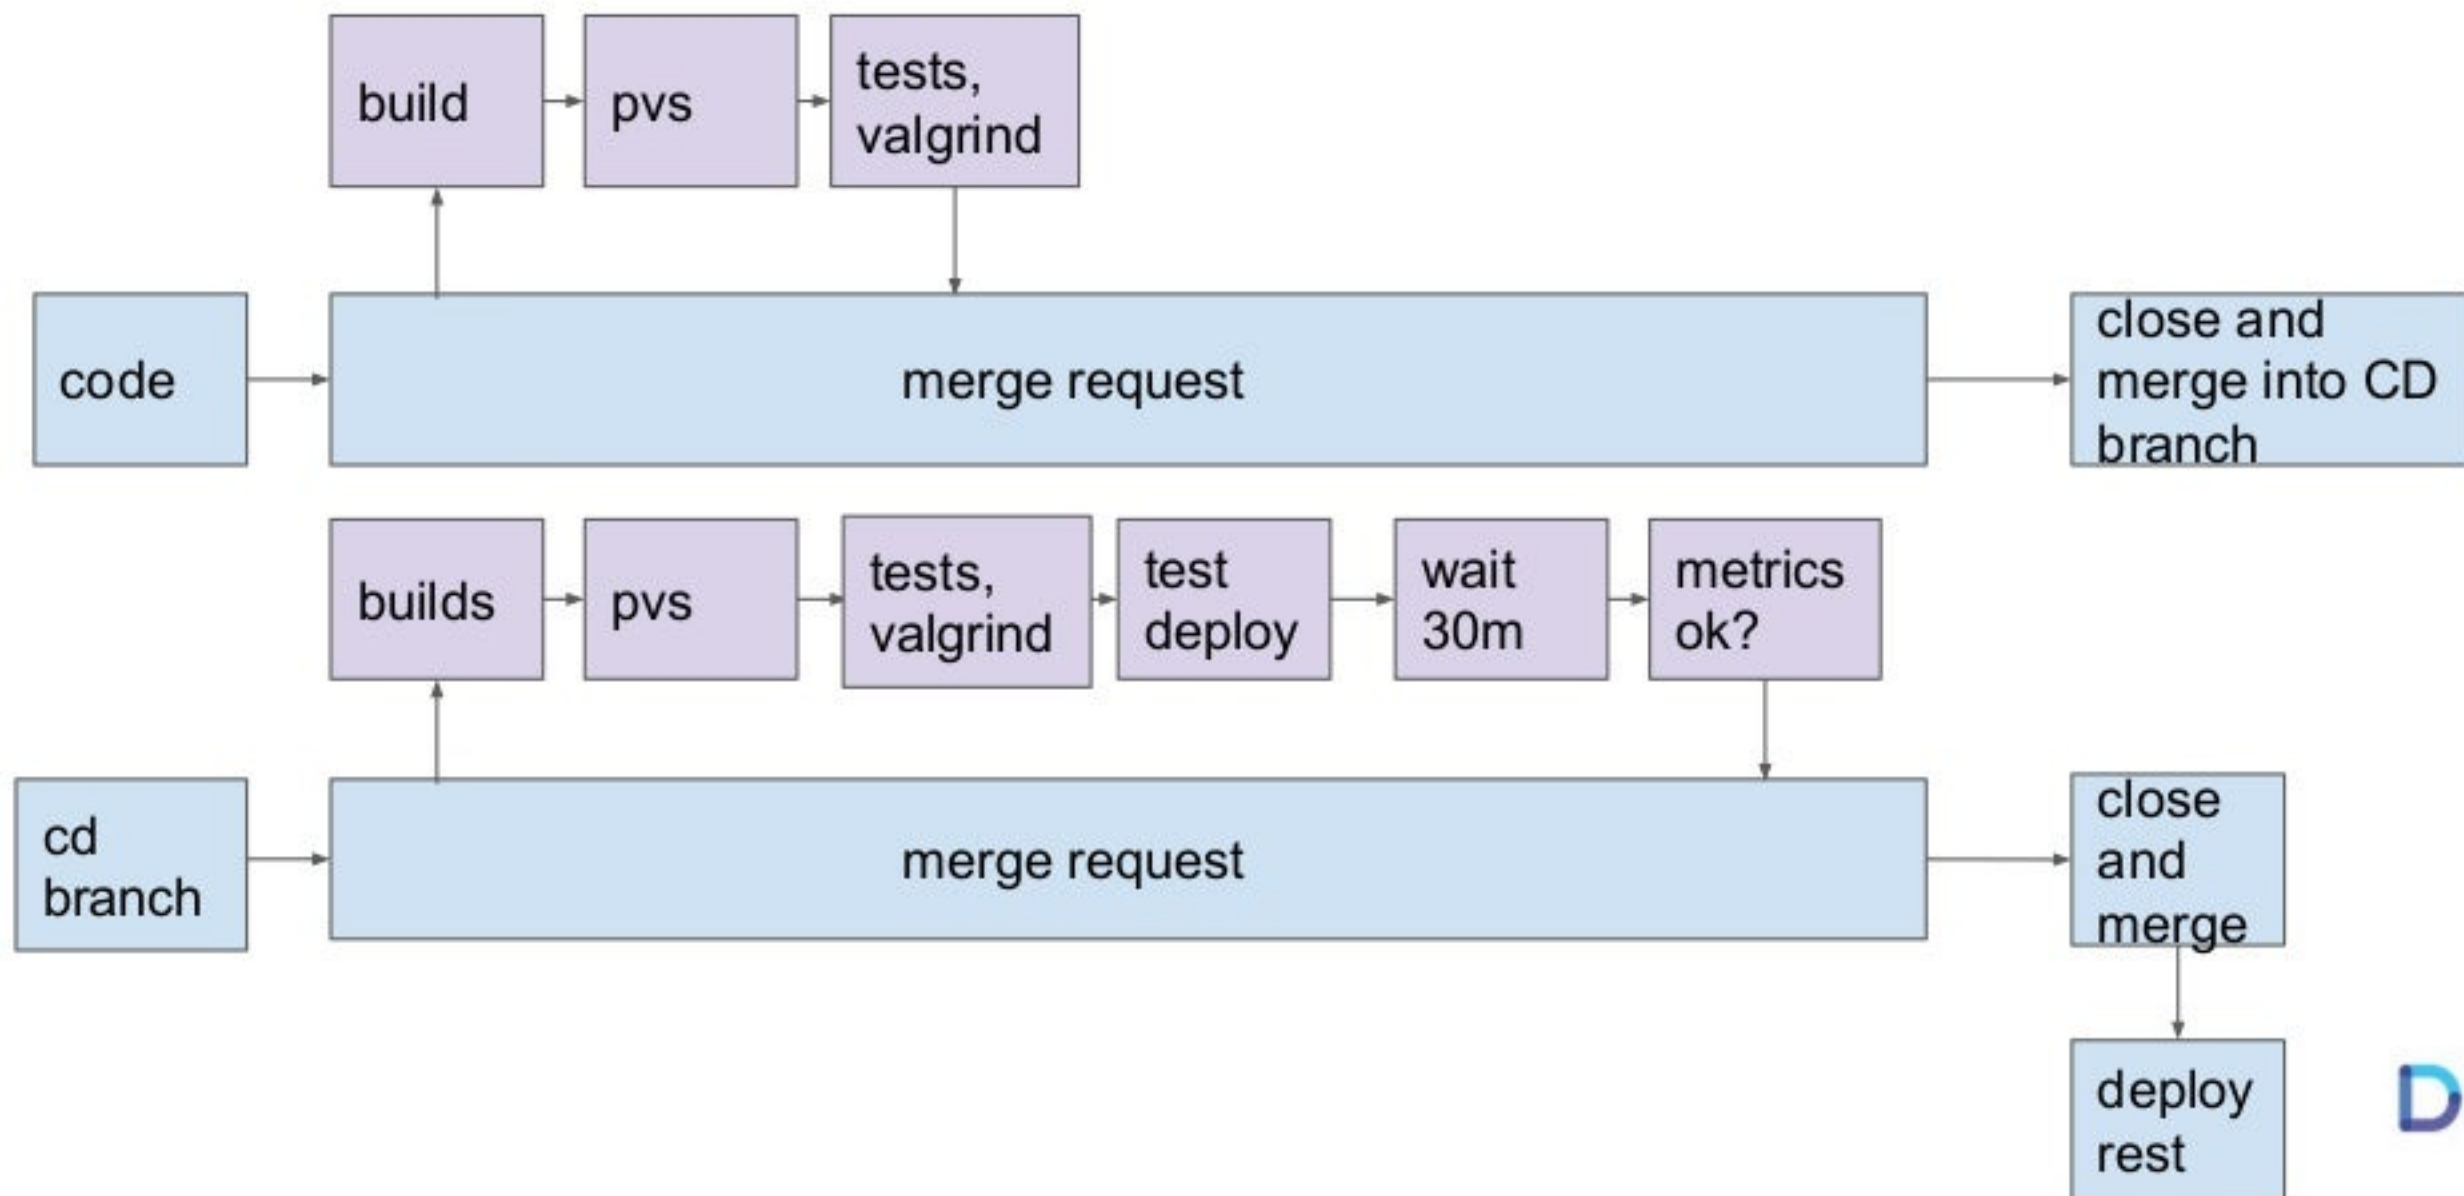 build
pvs
tests,
valgrind
code
merge request
close and
merge into CD
branch
builds
pvs
tests,
valgrind
test
deploy
wait
30m
metrics
ok?
cd
branch
merge request
close
and
merge
deploy
rest
D